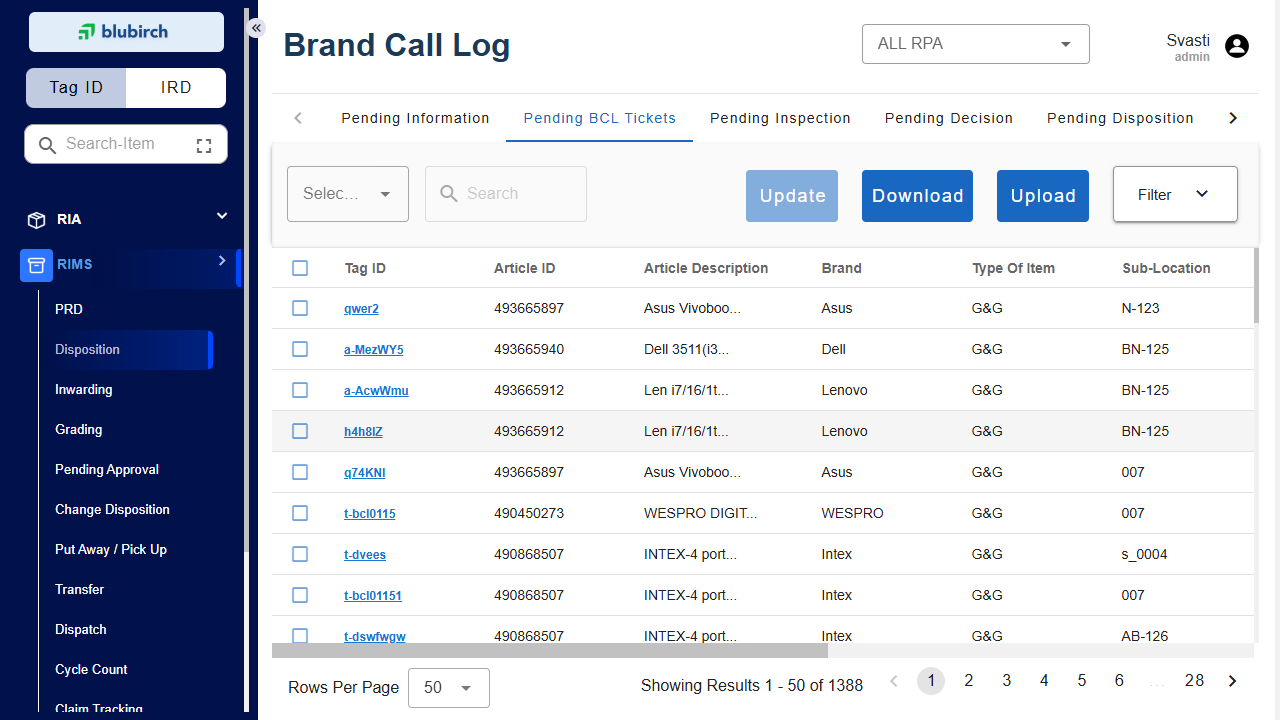 blubirch
Tag ID IRD
Search-Item
RIA
RIMS
PRD
Disposition
Inwarding
Grading
Pending Approval
Change Disposition
Put Away / Pick Up
Transfer
Dispatch
Cycle Count
Claim Tracking
Brand Call Log
ALL RPA
Svasti
admin
Pending Information Pending BCL Tickets Pending Inspection Pending Decision Pending Disposition
Selec... Search Update Download Upload Filter
Tag ID Article ID Article Description Brand Type Of Item Sub-Location
qwer2 493665897 Asus Vivoboo... Asus G&G N-123
a-MezWY5 493665940 Dell 3511(i3... Dell G&G BN-125
a-AcwWmu 493665912 Len i7/16/1t... Lenovo G&G BN-125
h4h8IZ 493665912 Len i7/16/1t... Lenovo G&G BN-125
q74KNI 493665897 Asus Vivoboo... Asus G&G 007
t-bcl0115 490450273 WESPRO DIGIT... WESPRO G&G 007
t-dvees 490868507 INTEX-4 port... Intex G&G s_0004
t-bcl01151 490868507 INTEX-4 port... Intex G&G 007
t-dswfwgw 490868507 INTEX-4 port... Intex G&G AB-126
Rows Per Page 50 Showing Results 1 - 50 of 1388 1 2 3 4 5 6 ... 28